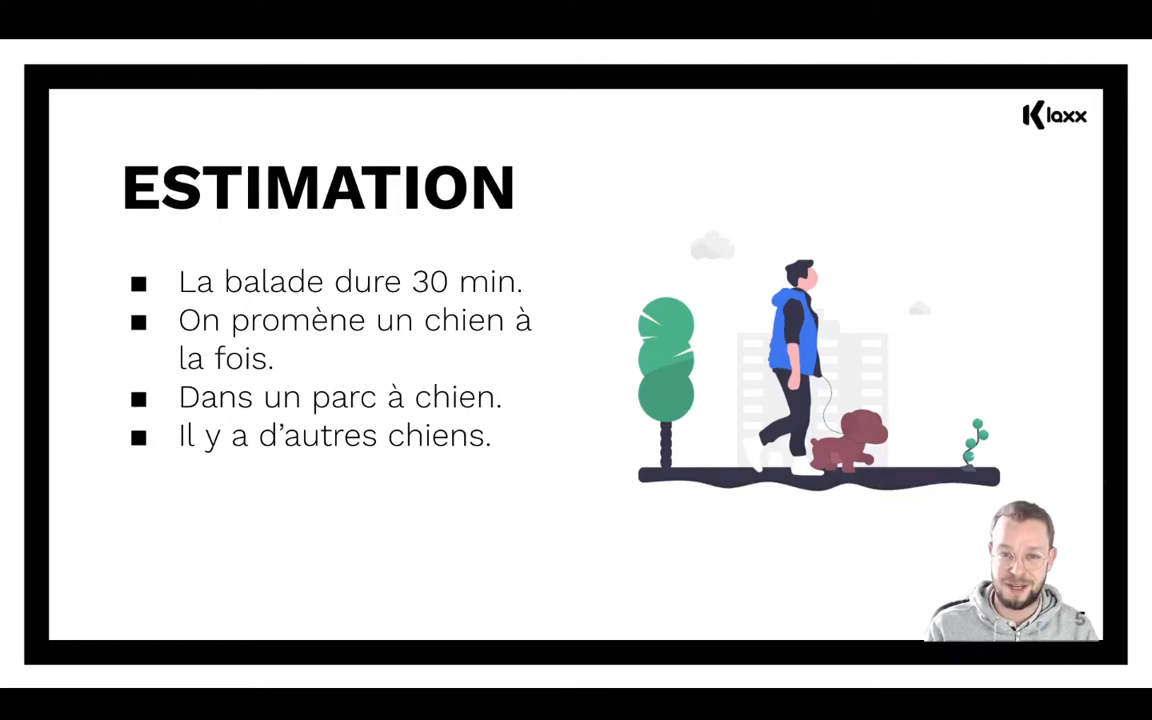 Klaxx
ESTIMATION
■ La balade dure 30 min.
■ On promène un chien à
la fois.
■ Dans un parc à chien.
■ Il y a d’autres chiens.
5